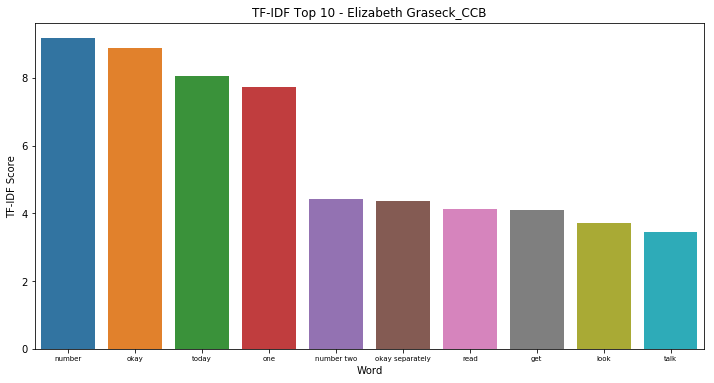 TF-IDF Top 10 - Elizabeth Graseck_CCB
TF-IDF Score
8
6
4
2
0
number okay today one number two okay separately read get look talk
Word